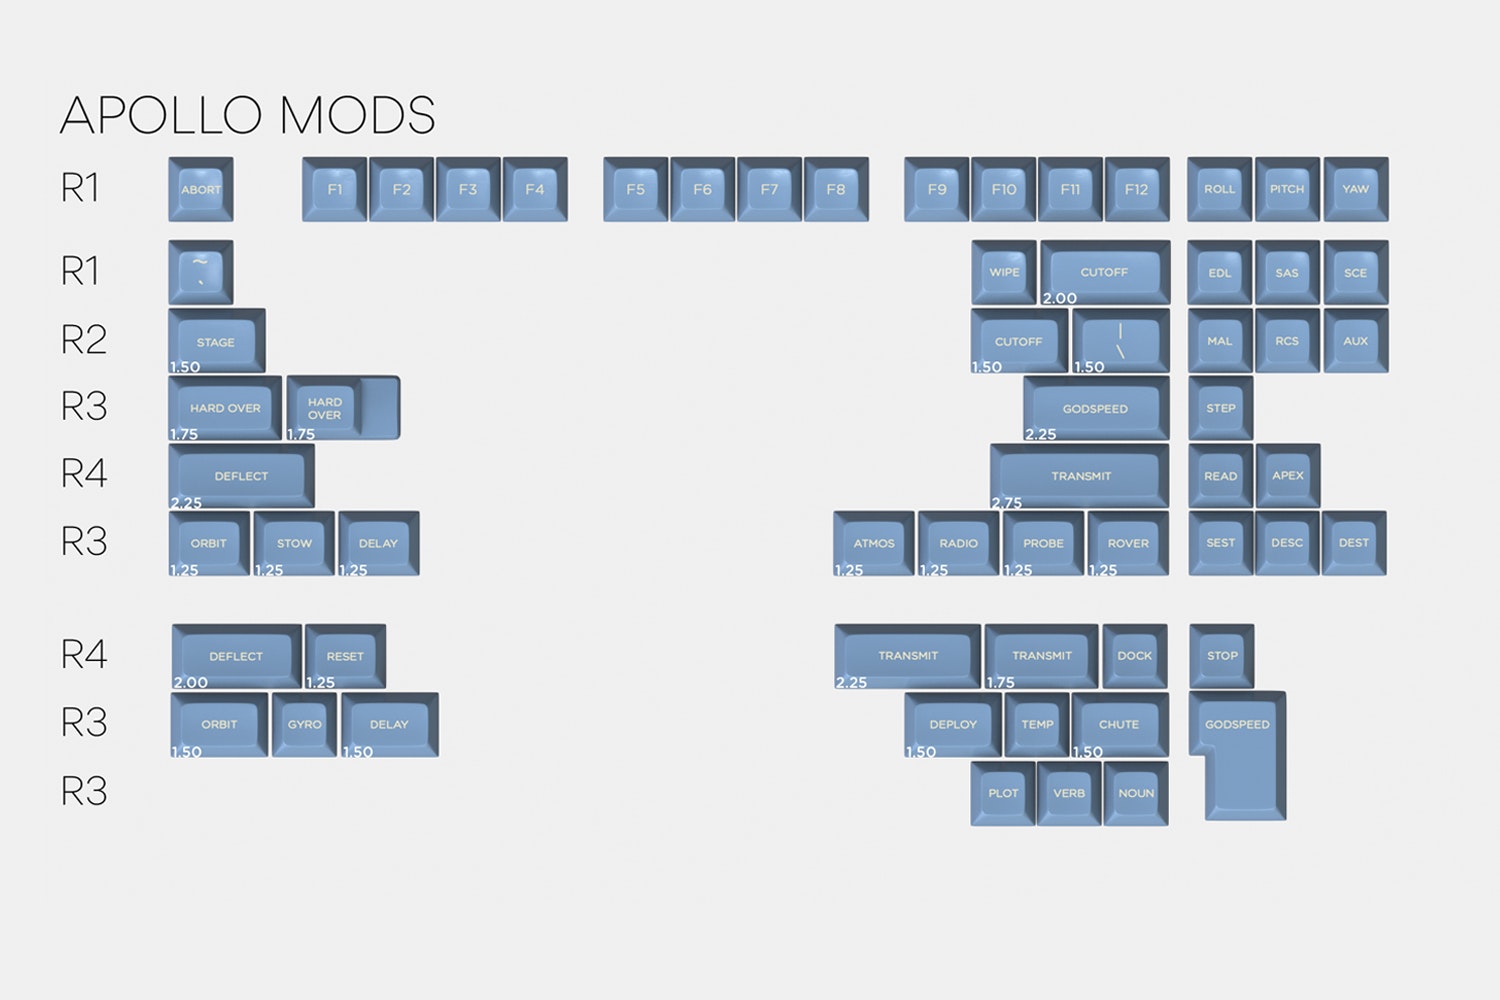 APOLLO MODS
R1 ABORT F1 F2 F3 F4 F5 F6 F7 F8 F9 F10 F11 F12 ROLL PITCH YAW
R1 ~ ` WIPE CUTOFF 2.00 EDL SAS SCE
R2 STAGE 1.50 CUTOFF 1.50 | \ 1.50 MAL RCS AUX
R3 HARD OVER 1.75 HARD OVER 1.75 GODSPEED 2.25 STEP
R4 DEFLECT 2.25 TRANSMIT 2.75 READ APEX
R3 ORBIT 1.25 STOW 1.25 DELAY 1.25 ATMOS 1.25 RADIO 1.25 PROBE 1.25 ROVER 1.25 SEST DESC DEST
R4 DEFLECT 2.00 RESET 1.25 TRANSMIT 2.25 TRANSMIT 1.75 DOCK STOP
R3 ORBIT 1.50 GYRO DELAY 1.50 DEPLOY 1.50 TEMP CHUTE 1.50 GODSPEED
R3 PLOT VERB NOUN